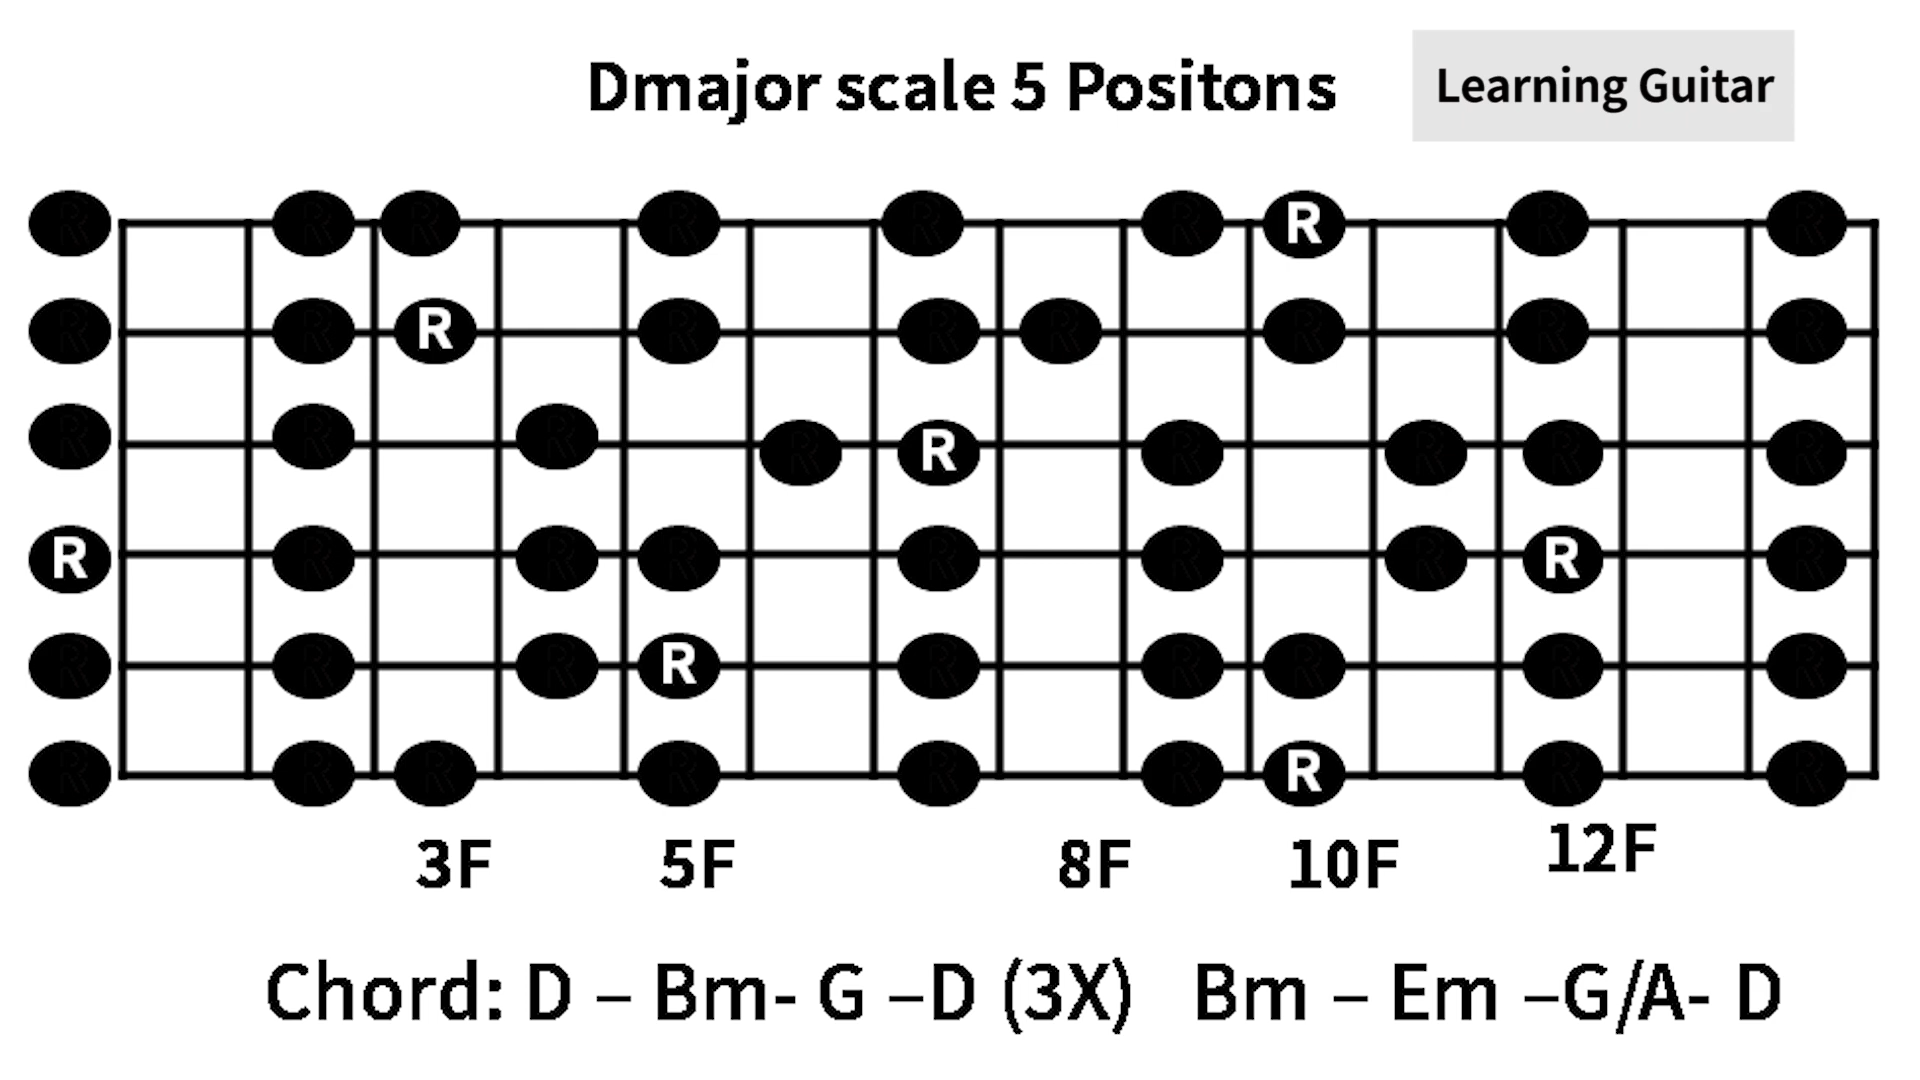 Dmajor scale 5 Positons
Learning Guitar
R
R
R
R
R
R
R
3F 5F 8F 10F 12F
Chord: D – Bm- G –D (3X) Bm – Em –G/A- D